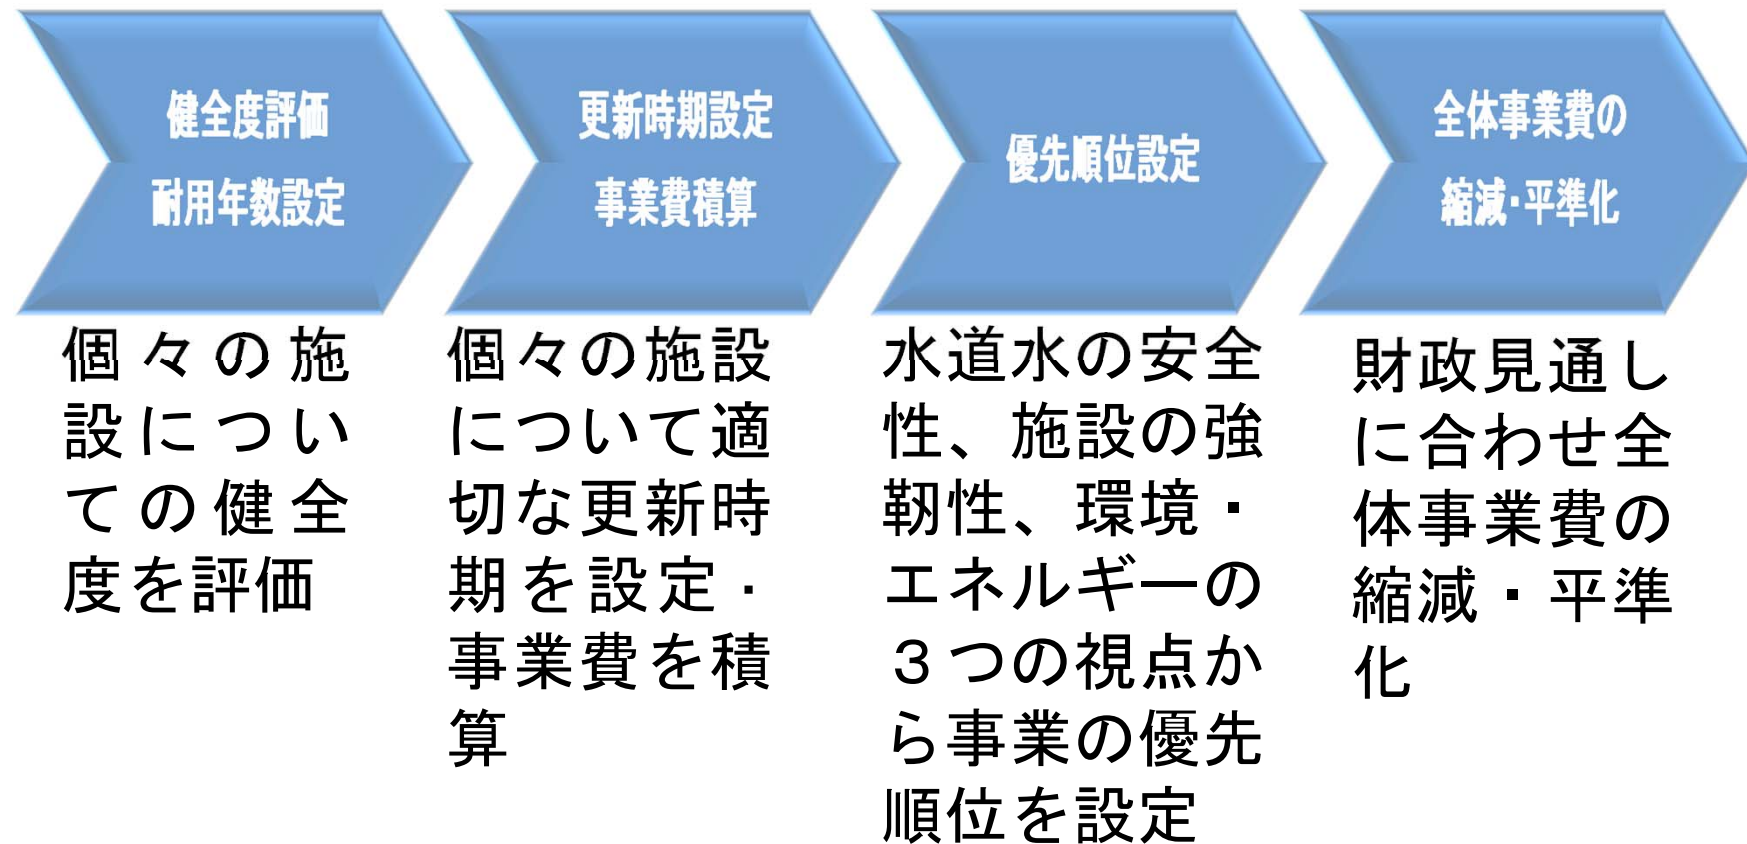 健全度評価
耐用年数設定
更新時期設定
事業費積算
優先順位設定
全体事業費の
縮減・平準化
個々の施
設につい
ての健全
度を評価
個々の施設
について適
切な更新時
期を設定・
事業費を積
算
水道水の安全
性、施設の強
靭性、環境・
エネルギーの
３つの視点か
ら事業の優先
順位を設定
財政見通し
に合わせ全
体事業費の
縮減・平準
化